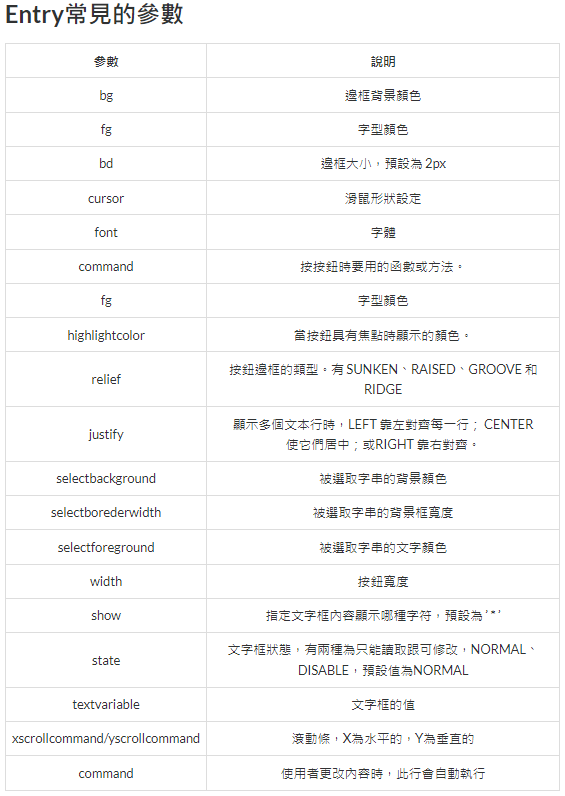 Entry常見的參數
參數 說明
bg 邊框背景顏色
fg 字型顏色
bd 邊框大小，預設為 2px
cursor 滑鼠形狀設定
font 字體
command 按按鈕時要用的函數或方法。
fg 字型顏色
highlightcolor 當按鈕具有焦點時顯示的顏色。
relief 按鈕邊框的類型。有 SUNKEN、RAISED、GROOVE 和
RIDGE
justify 顯示多個文本行時，LEFT 靠左對齊每一行； CENTER
使它們居中；或RIGHT 靠右對齊。
selectbackground 被選取字串的背景顏色
selectborederwidth 被選取字串的背景框寬度
selectforeground 被選取字串的文字顏色
width 按鈕寬度
show 指定文字框內容顯示哪種字符，預設為 ' * '
state 文字框狀態，有兩種為只能讀取跟可修改，NORMAL、
DISABLE，預設值為NORMAL
textvariable 文字框的值
xscrollcommand/yscrollcommand 滾動條，X為水平的，Y為垂直的
command 使用者更改內容時，此行會自動執行